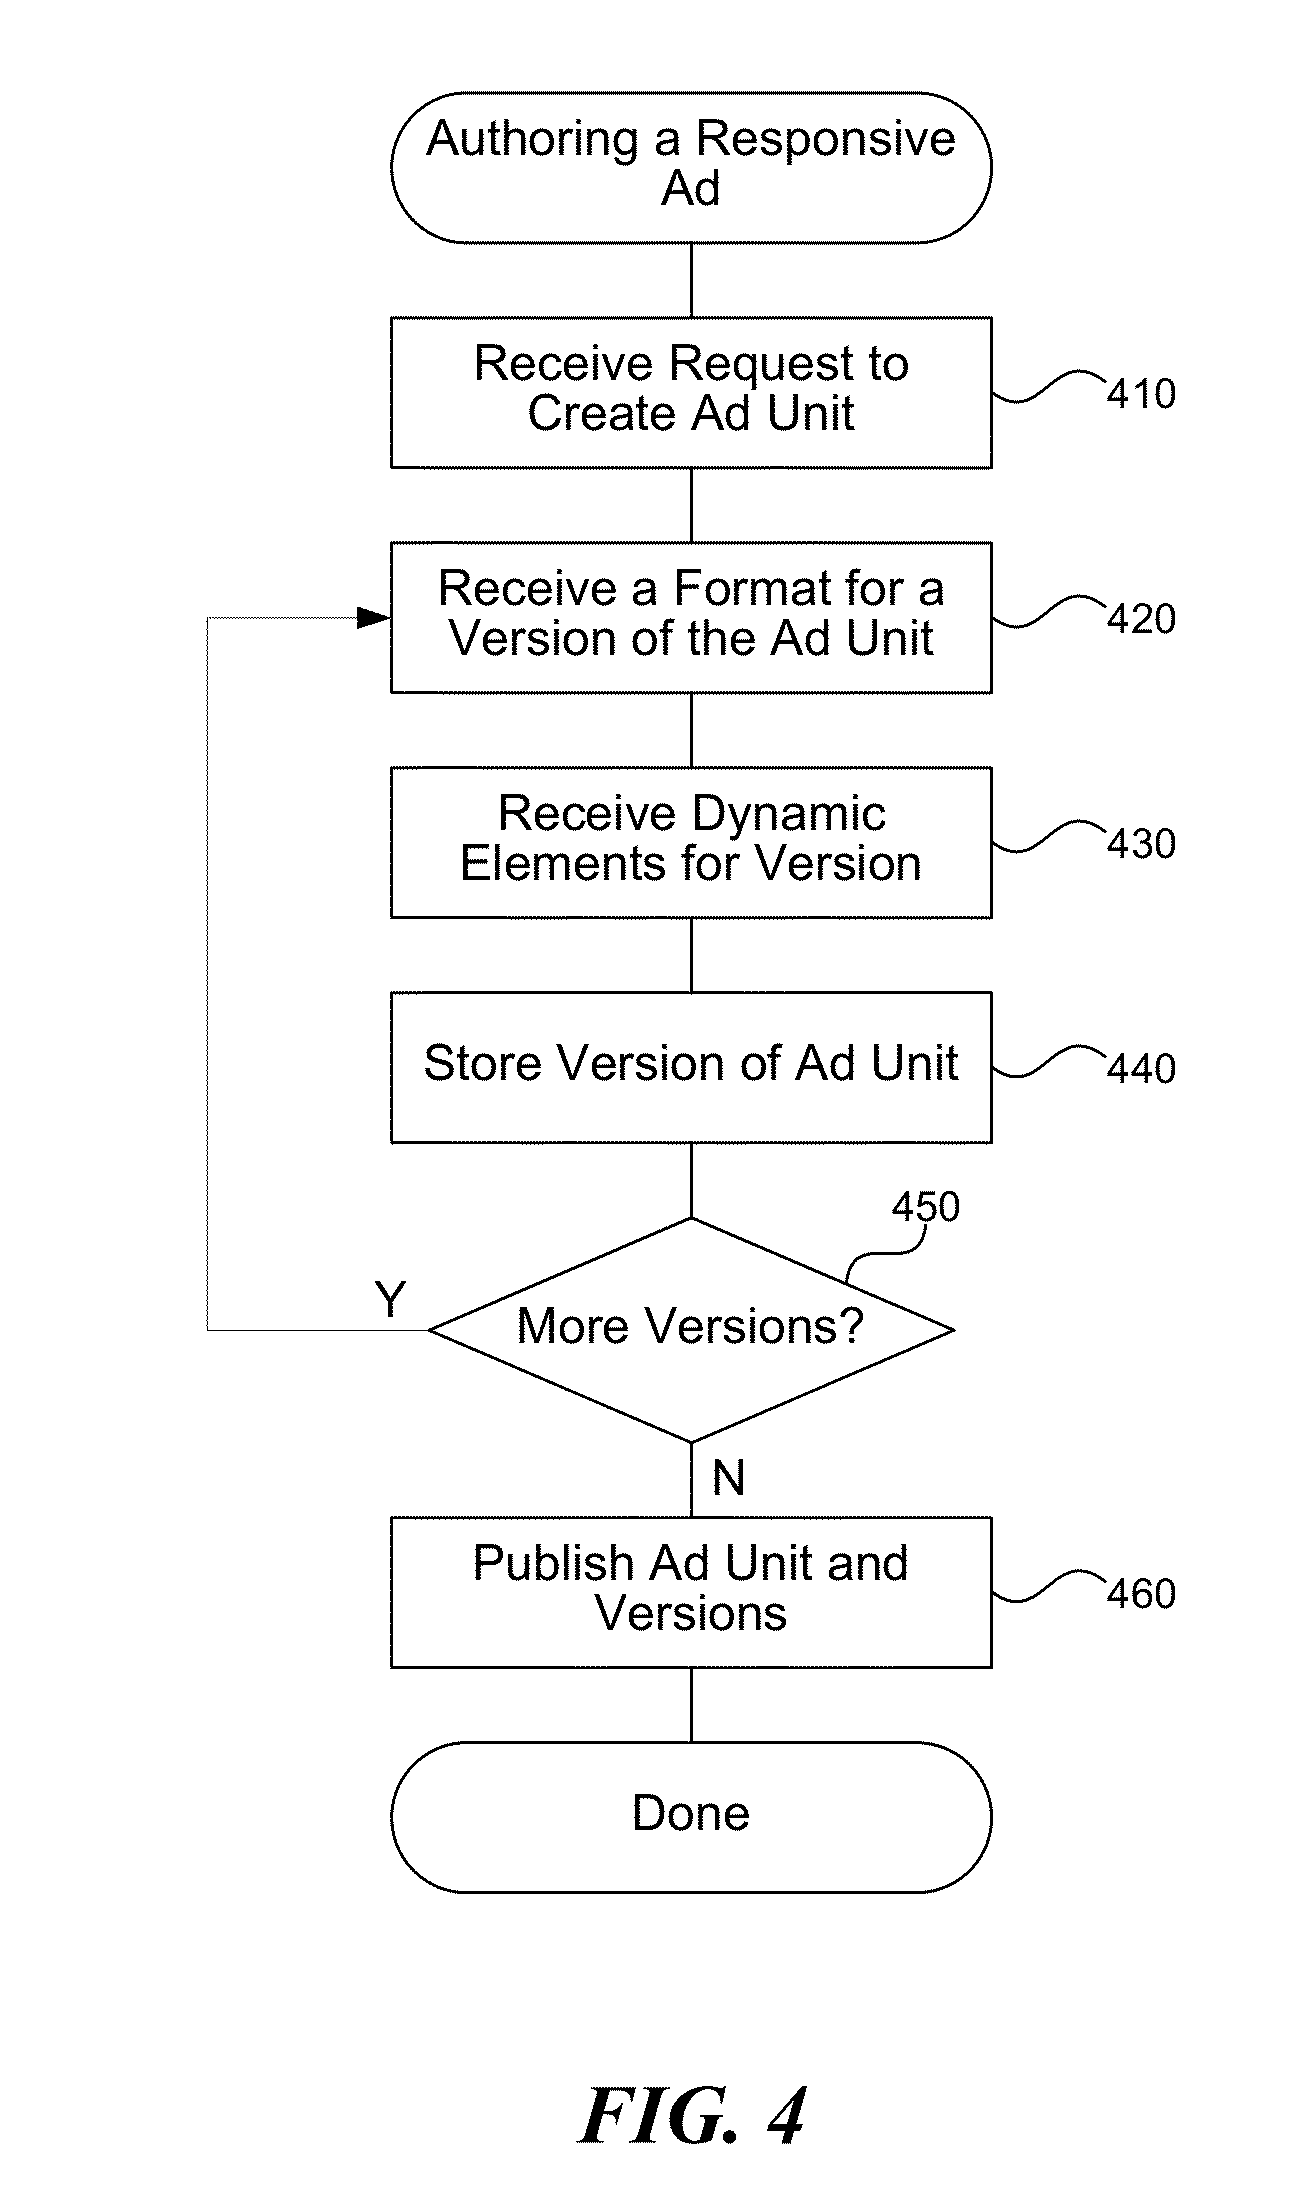 Authoring a Responsive
Ad
Receive Request to
Create Ad Unit
410
Receive a Format for a
Version of the Ad Unit
420
Receive Dynamic
Elements for Version
430
Store Version of Ad Unit
440
450
Y
More Versions?
N
Publish Ad Unit and
Versions
460
Done
FIG. 4